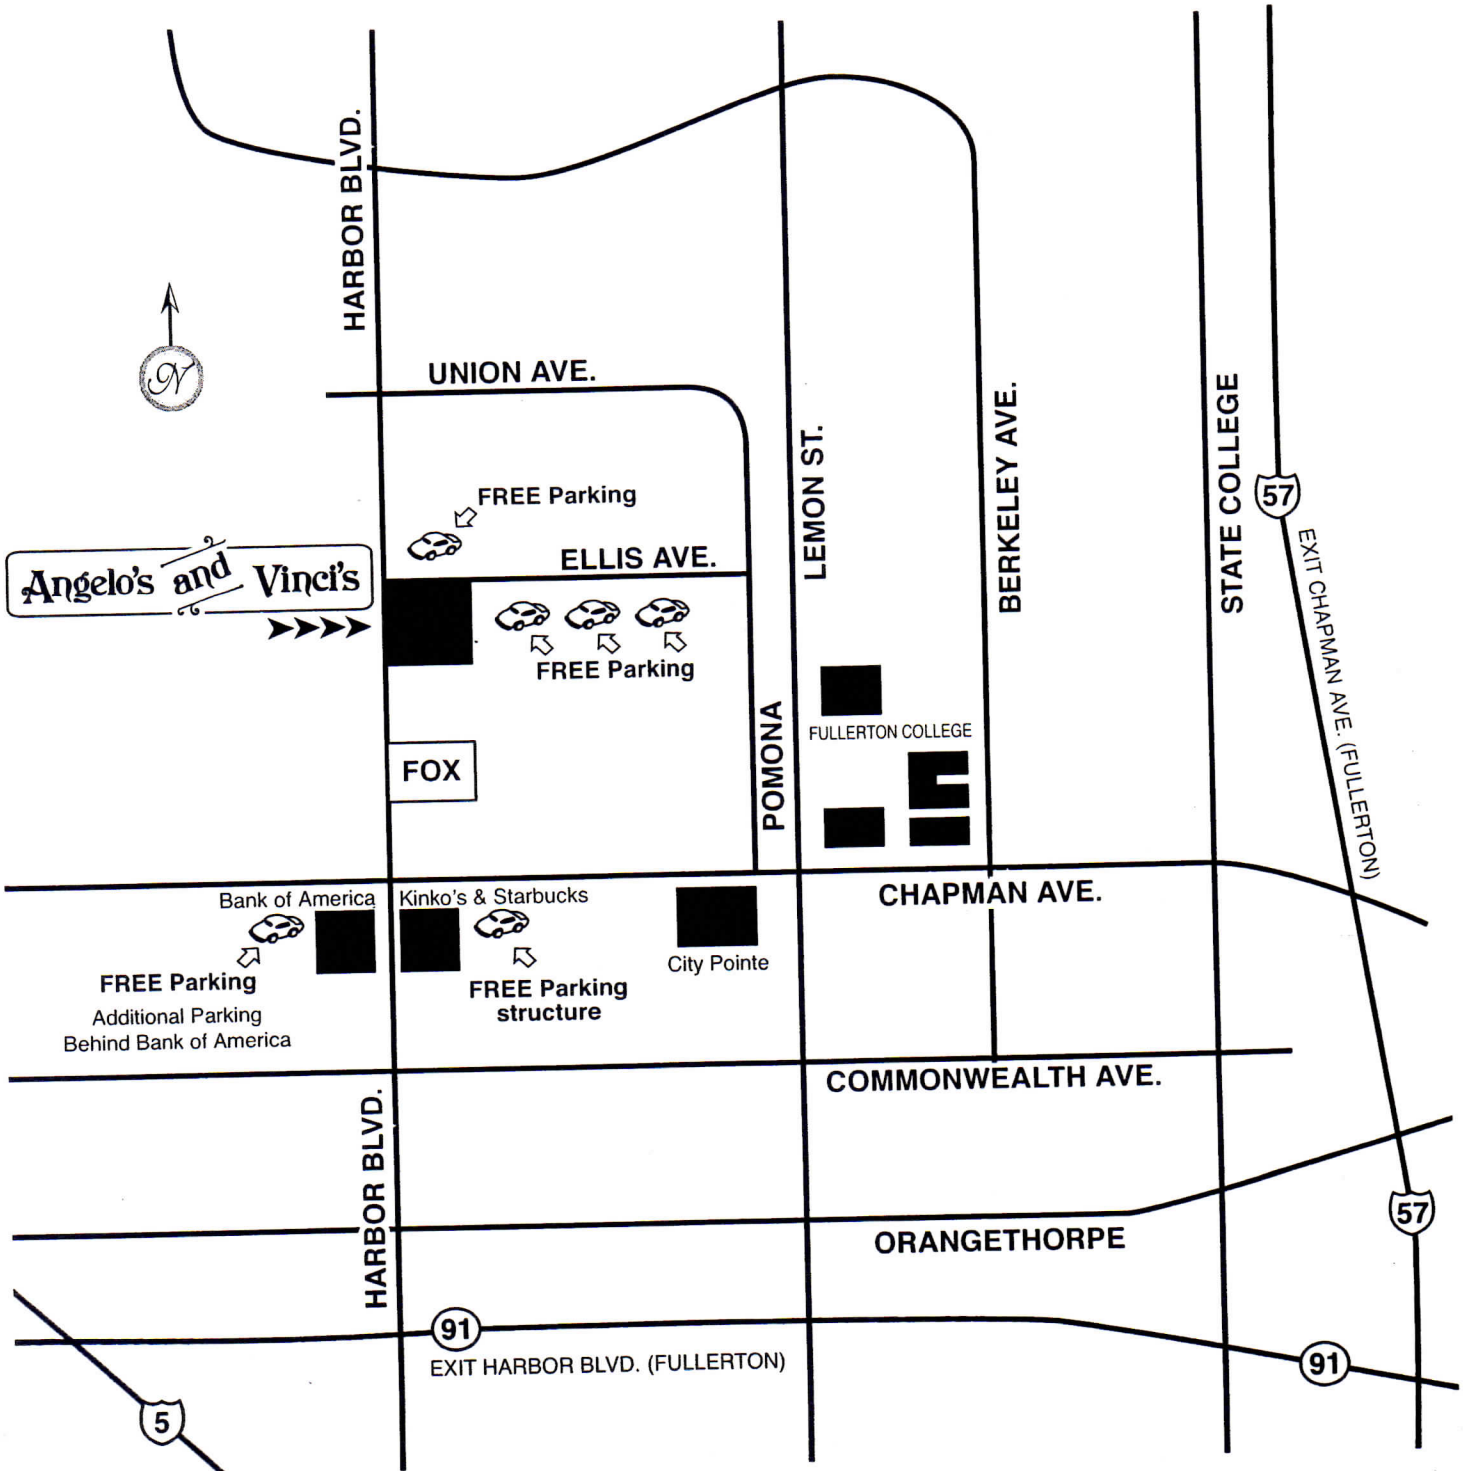 HARBOR BLVD.
N
UNION AVE.
LEMON ST.
BERKELEY AVE.
STATE COLLEGE
57
EXIT CHAPMAN AVE. (FULLERTON)
FREE Parking
ELLIS AVE.
Angelo's and Vinci's
FREE Parking
POMONA
FULLERTON COLLEGE
FOX
CHAPMAN AVE.
Bank of America
Kinko's & Starbucks
FREE Parking
Additional Parking
Behind Bank of America
FREE Parking
structure
City Pointe
COMMONWEALTH AVE.
HARBOR BLVD.
57
ORANGETHORPE
91
EXIT HARBOR BLVD. (FULLERTON)
91
5